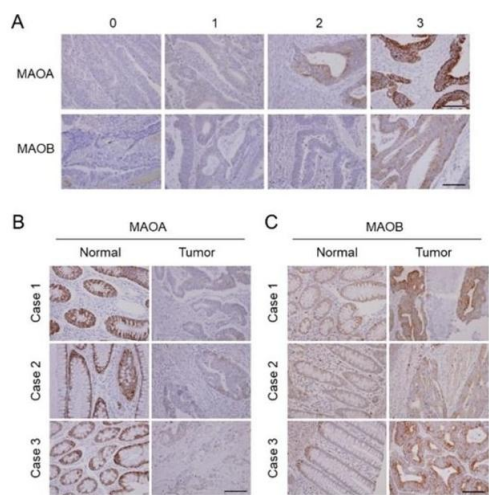 A
0 1 2 3
MAOA
MAOB
B
MAOA
Normal Tumor
Case 1
Case 2
Case 3
C
MAOB
Normal Tumor
Case 1
Case 2
Case 3